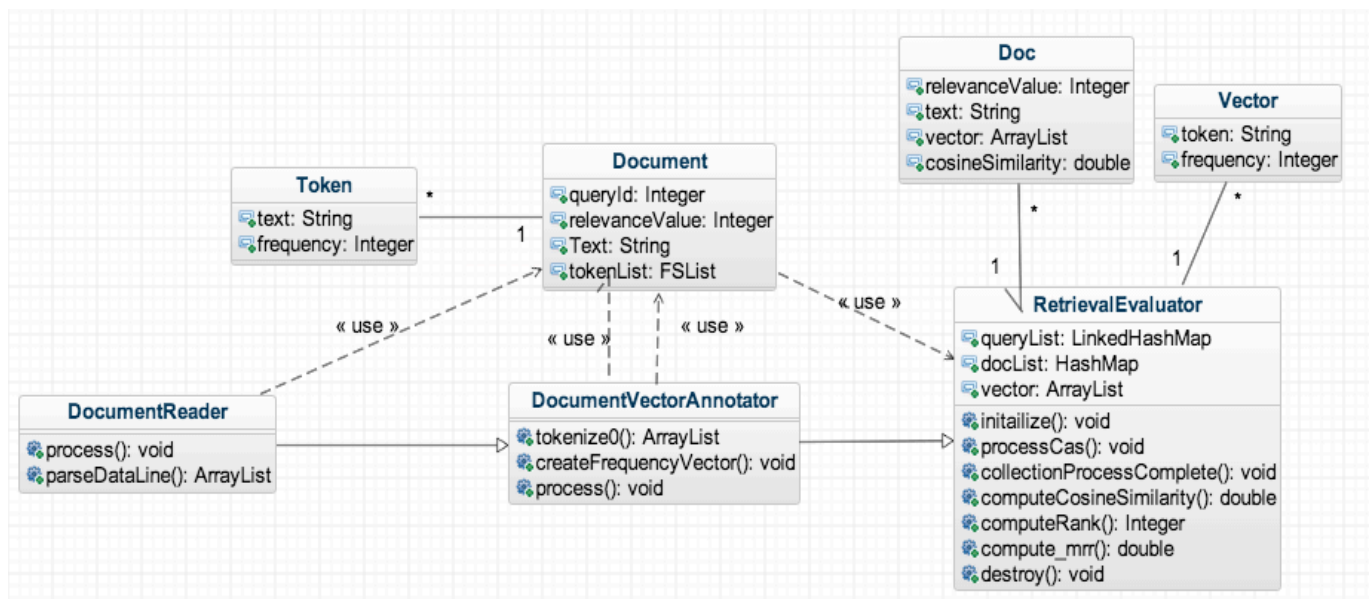 Doc
relevanceValue: Integer
text: String
vector: ArrayList
cosineSimilarity: double
Vector
token: String
frequency: Integer
Token
text: String
frequency: Integer
*
1
Document
queryId: Integer
relevanceValue: Integer
Text: String
tokenList: FSList
*
1
*
1
« use »
« use »
« use »
« use »
RetrievalEvaluator
queryList: LinkedHashMap
docList: HashMap
vector: ArrayList
initailize(): void
processCas(): void
collectionProcessComplete(): void
computeCosineSimilarity(): double
computeRank(): Integer
compute_mrr(): double
destroy(): void
DocumentReader
process(): void
parseDataLine(): ArrayList
DocumentVectorAnnotator
tokenize0(): ArrayList
createFrequencyVector(): void
process(): void